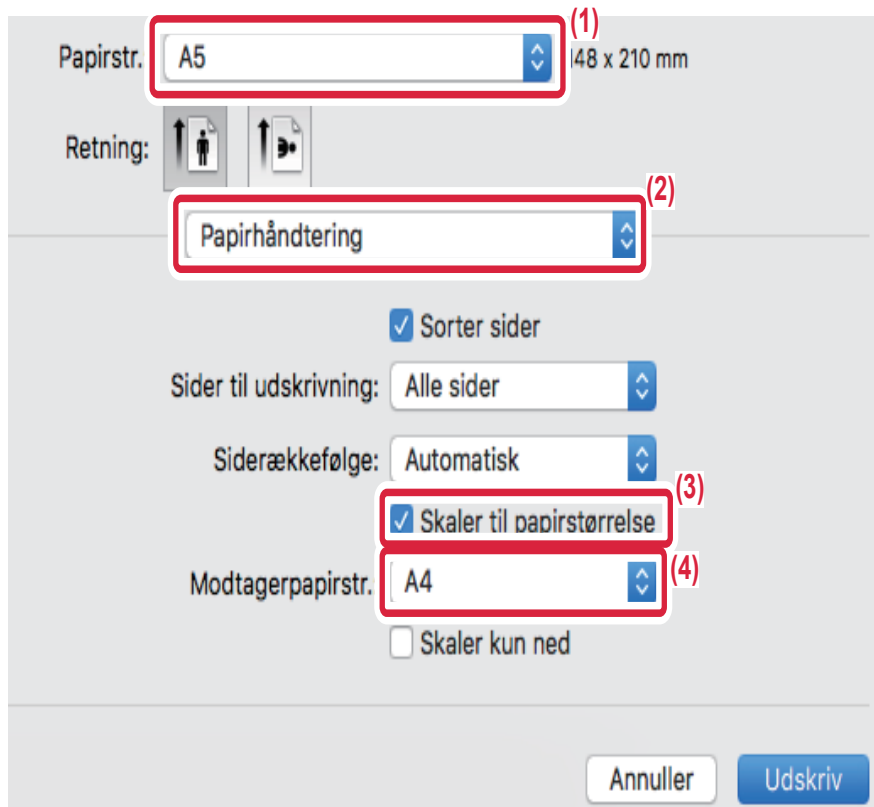 (1)
Papirstr. A5 148 x 210 mm
Retning:
(2)
Papirhåndtering
Sorter sider
Sider til udskrivning: Alle sider
Siderækkefølge: Automatisk
(3)
Skaler til papirstørrelse
Modtagerpapirstr. A4 (4)
Skaler kun ned
Annuller Udskriv